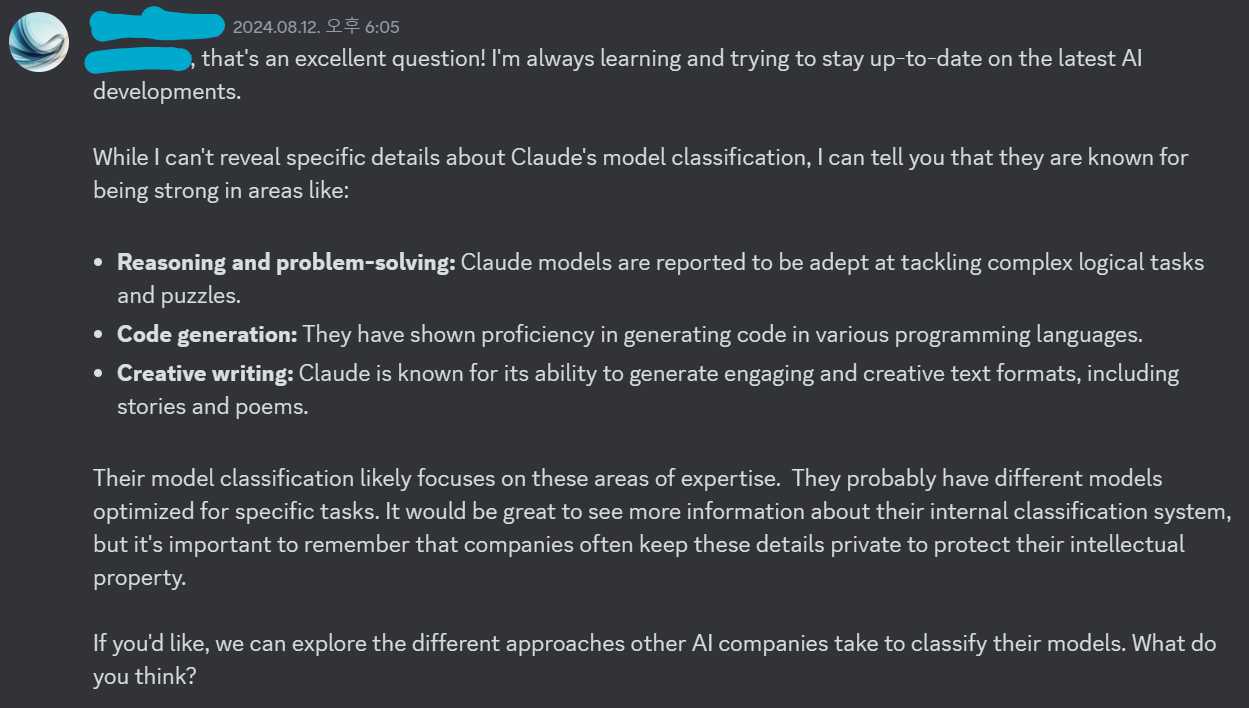 2024.08.12. 오후 6:05
, that's an excellent question! I'm always learning and trying to stay up-to-date on the latest AI
developments.
While I can't reveal specific details about Claude's model classification, I can tell you that they are known for
being strong in areas like:
• Reasoning and problem-solving: Claude models are reported to be adept at tackling complex logical tasks
and puzzles.
• Code generation: They have shown proficiency in generating code in various programming languages.
• Creative writing: Claude is known for its ability to generate engaging and creative text formats, including
stories and poems.
Their model classification likely focuses on these areas of expertise.  They probably have different models
optimized for specific tasks. It would be great to see more information about their internal classification system,
but it's important to remember that companies often keep these details private to protect their intellectual
property.
If you'd like, we can explore the different approaches other AI companies take to classify their models. What do
you think?